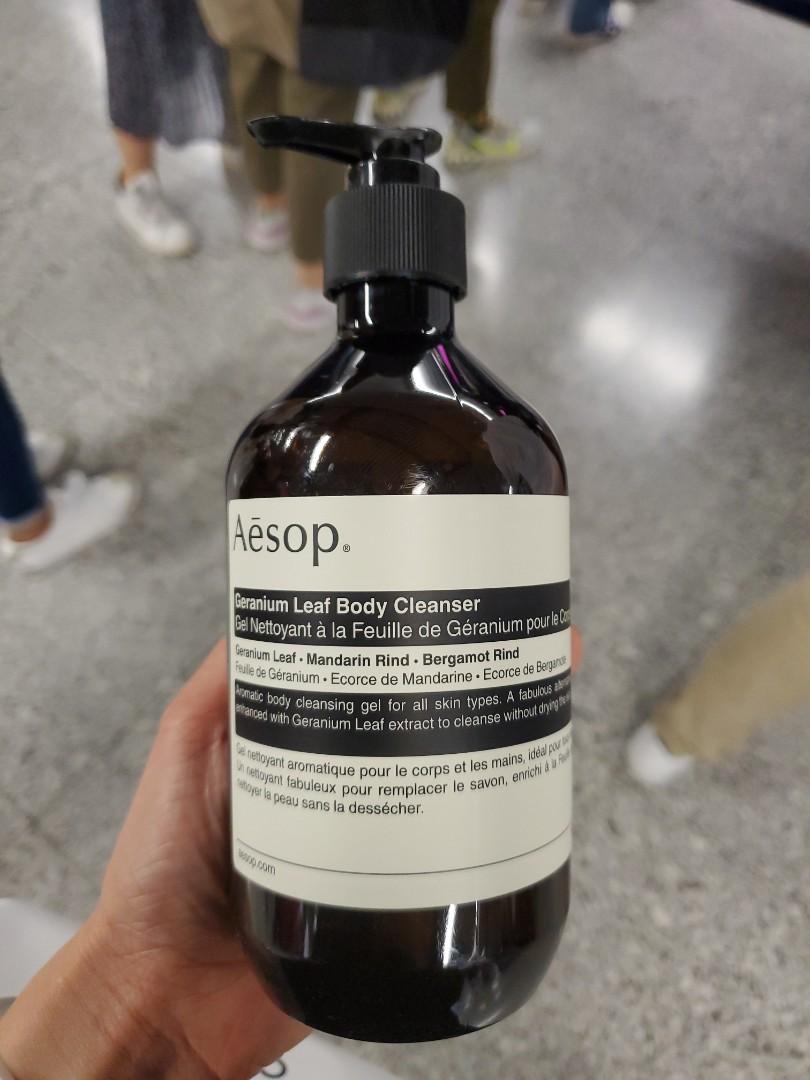 Aēsop®
Geranium Leaf Body Cleanser
Gel Nettoyant à la Feuille de Géranium pour le
Geranium Leaf • Mandarin Rind • Bergamot Rind
Feuille de Géranium • Ecorce de Mandarine • Ecorce de Bergamote
Aromatic body cleansing gel for all skin types. A fabulous
enhanced with Geranium Leaf extract to cleanse without drying the
Gel nettoyant aromatique pour le corps et les mains, idéal pour
Un nettoyant fabuleux pour remplacer le savon, enrichi à la
nettoyer la peau sans la dessécher.
aesop.com